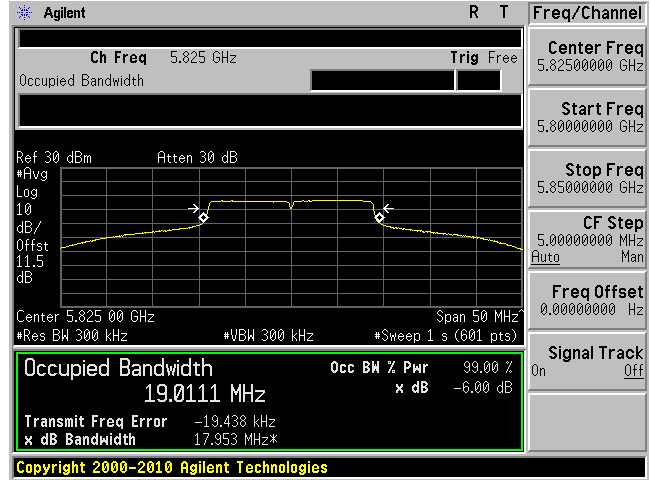 Agilent R T Freq/Channel
Ch Freq 5.825 GHz Trig Free
Occupied Bandwidth
Center Freq
5.82500000 GHz
Start Freq
5.80000000 GHz
Stop Freq
5.85000000 GHz
CF Step
5.00000000 MHz
Auto Man
Freq Offset
0.00000000 Hz
Signal Track
On Off
Ref 30 dBm Atten 30 dB
#Avg
Log
10
dB/
Offst
11.5
dB
Center 5.825 00 GHz Span 50 MHz^
#Res BW 300 kHz #VBW 300 kHz #Sweep 1 s (601 pts)
Occupied Bandwidth Occ BW % Pwr 99.00 %
19.0111 MHz x dB -6.00 dB
Transmit Freq Error -19.438 kHz
x dB Bandwidth 17.953 MHz*
Copyright 2000-2010 Agilent Technologies